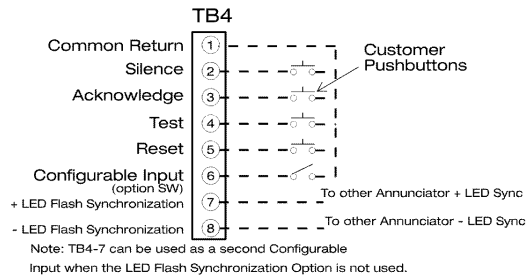 TB4
Common Return 1
Silence 2
Acknowledge 3
Test 4
Reset 5
Configurable Input 6
(option SW)
+ LED Flash Synchronization 7
- LED Flash Synchronization 8
Customer
Pushbuttons
To other Annunciator + LED Sync
To other Annunciator - LED Sync
Note: TB4-7 can be used as a second Configurable
Input when the LED Flash Synchronization Option is not used.